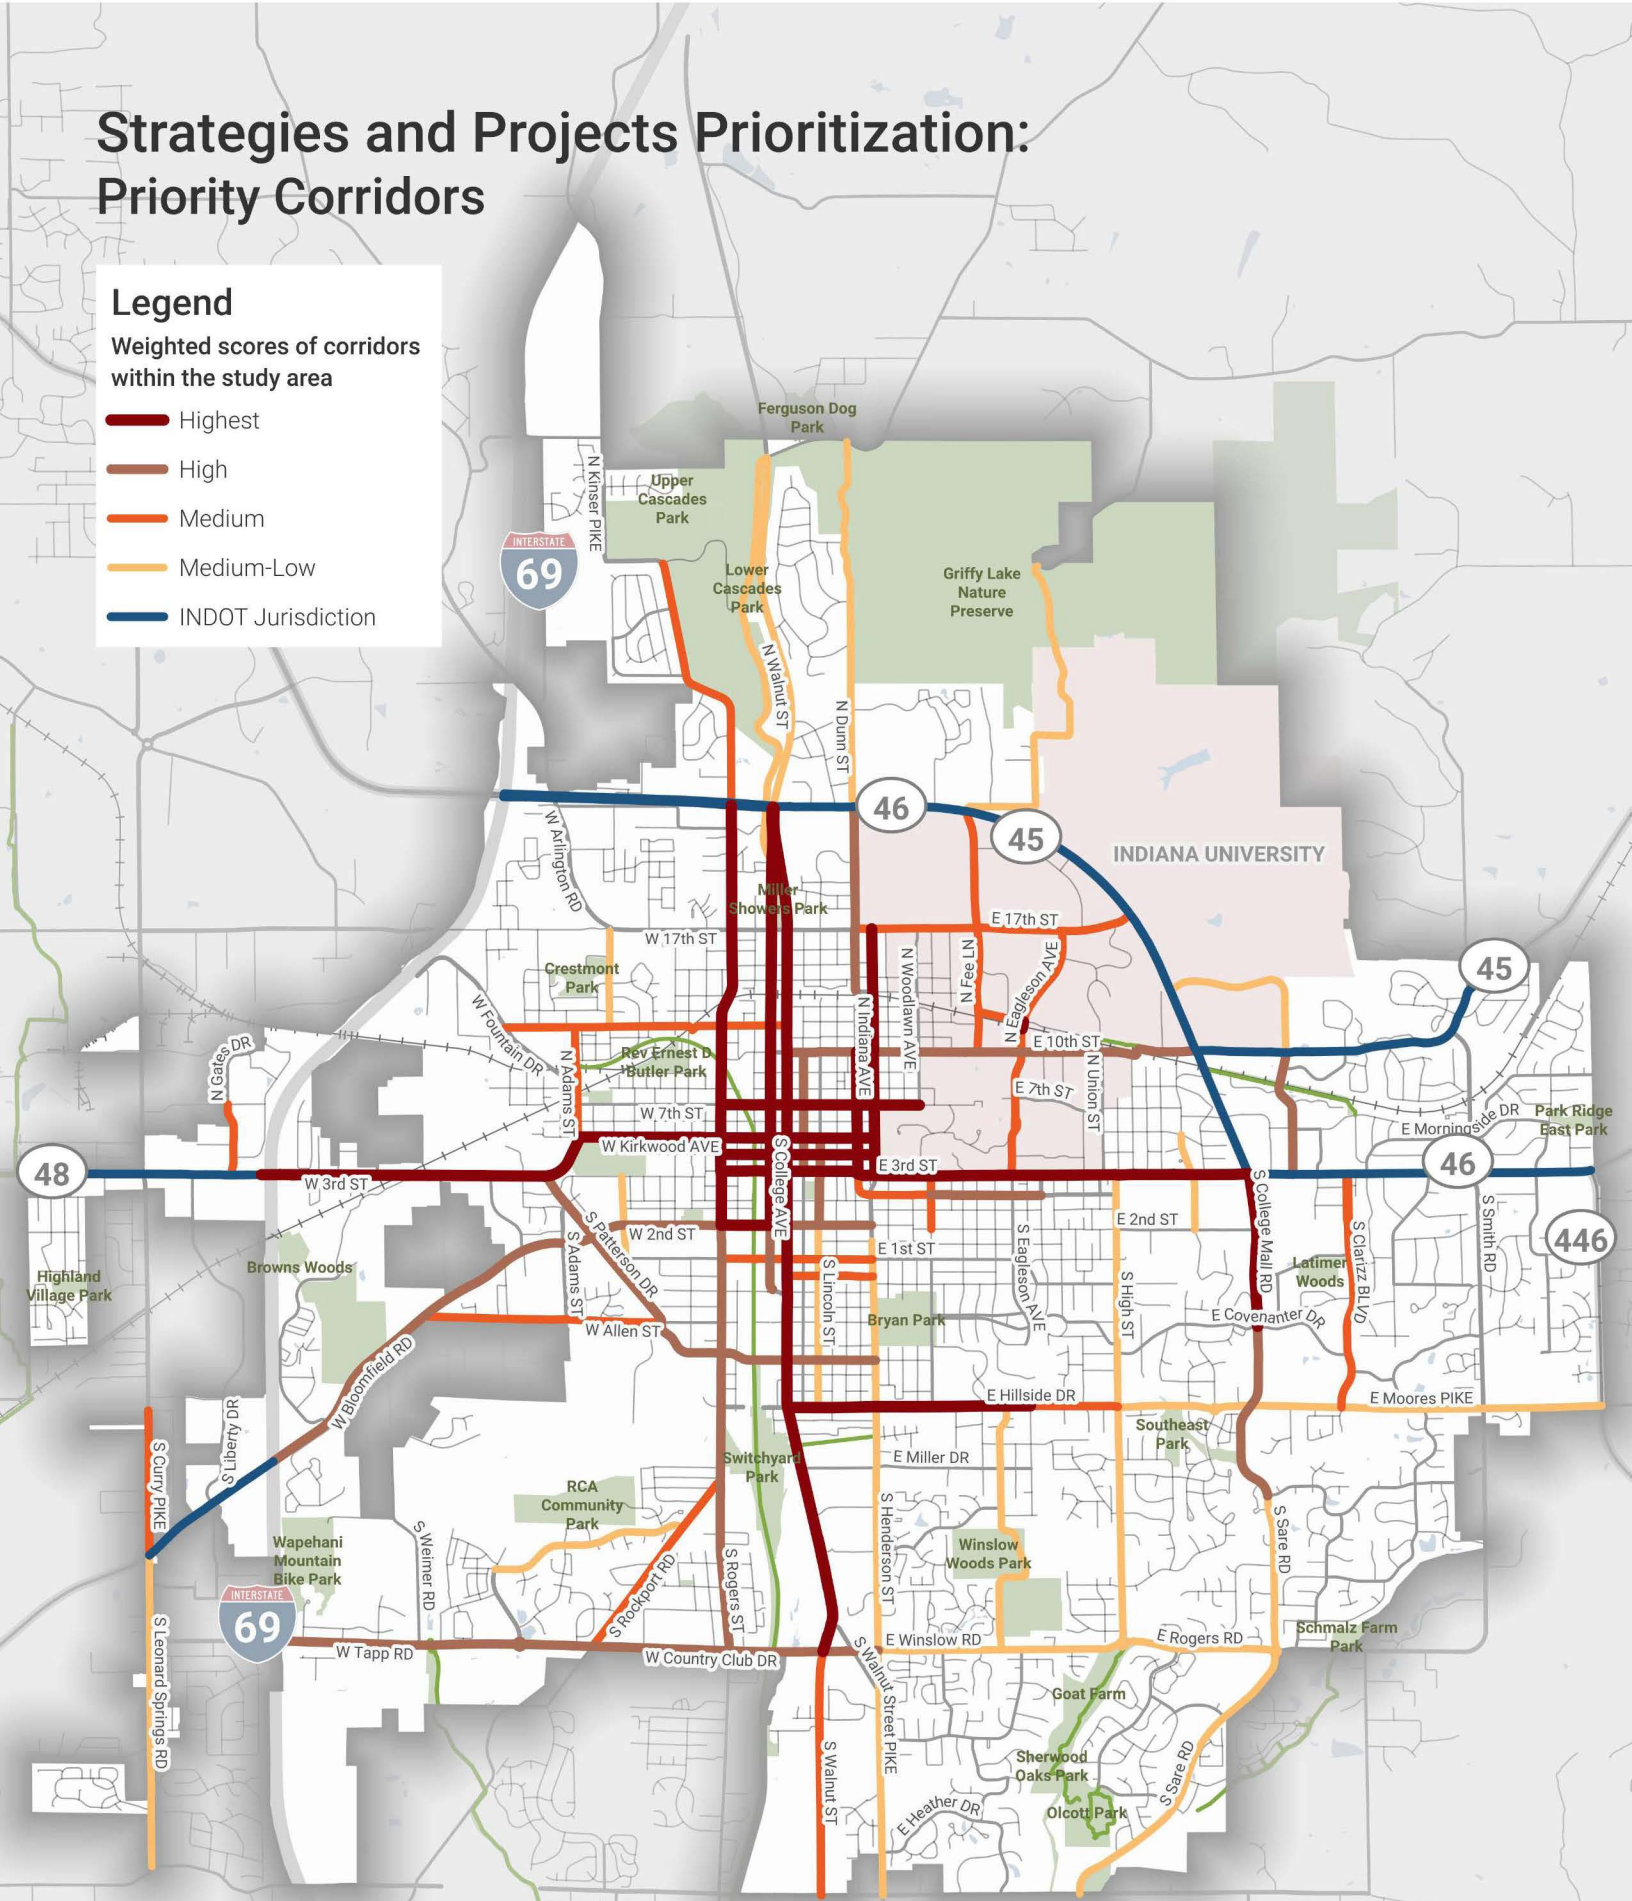 Strategies and Projects Prioritization:
Priority Corridors
Legend
Weighted scores of corridors
within the study area
Highest
High
Medium
Medium-Low
INDOT Jurisdiction
Ferguson Dog
Park
N Kinser PIKE
Upper
Cascades
Park
INTERSTATE
69
Lower
Cascades
Park
Griffy Lake
Nature
Preserve
N Walnut ST
N Dunn ST
46
45
W Arlington RD
INDIANA UNIVERSITY
Miller
Showers Park
E 17th ST
W 17th ST
N Fee LN
N Eagleson AVE
N Woodlawn AVE
45
Crestmont
Park
W Fountain DR
N Indiana AVE
N Gates DR
N Adams ST
Rev Ernest D
Butler Park
E 10th ST
N Union ST
E 7th ST
W 7th ST
E Morningside DR
Park Ridge
East Park
W Kirkwood AVE
48
W 3rd ST
S College AVE
E 3rd ST
46
S College Mall RD
S Smith RD
446
W 2nd ST
S Patterson DR
S Adams ST
E 2nd ST
E 1st ST
S Eagleson AVE
S High ST
S Clarizz BLVD
Latimer
Woods
Browns Woods
Highland
Village Park
S Lincoln ST
Bryan Park
E Covenanter DR
W Allen ST
W Bloomfield RD
E Hillside DR
E Moores PIKE
S Liberty DR
S Curry PIKE
Southeast
Park
Switchyard
Park
E Miller DR
RCA
Community
Park
S Henderson ST
S Sare RD
Wapehani
Mountain
Bike Park
S Weimer RD
Winslow
Woods Park
S Rogers ST
S Rockport RD
INTERSTATE
69
S Leonard Springs RD
W Tapp RD
W Country Club DR
E Winslow RD
E Rogers RD
Schmalz Farm
Park
S Walnut Street PIKE
Goat Farm
S Walnut ST
Sherwood
Oaks Park
S Sare RD
Olcott Park
E Heather DR